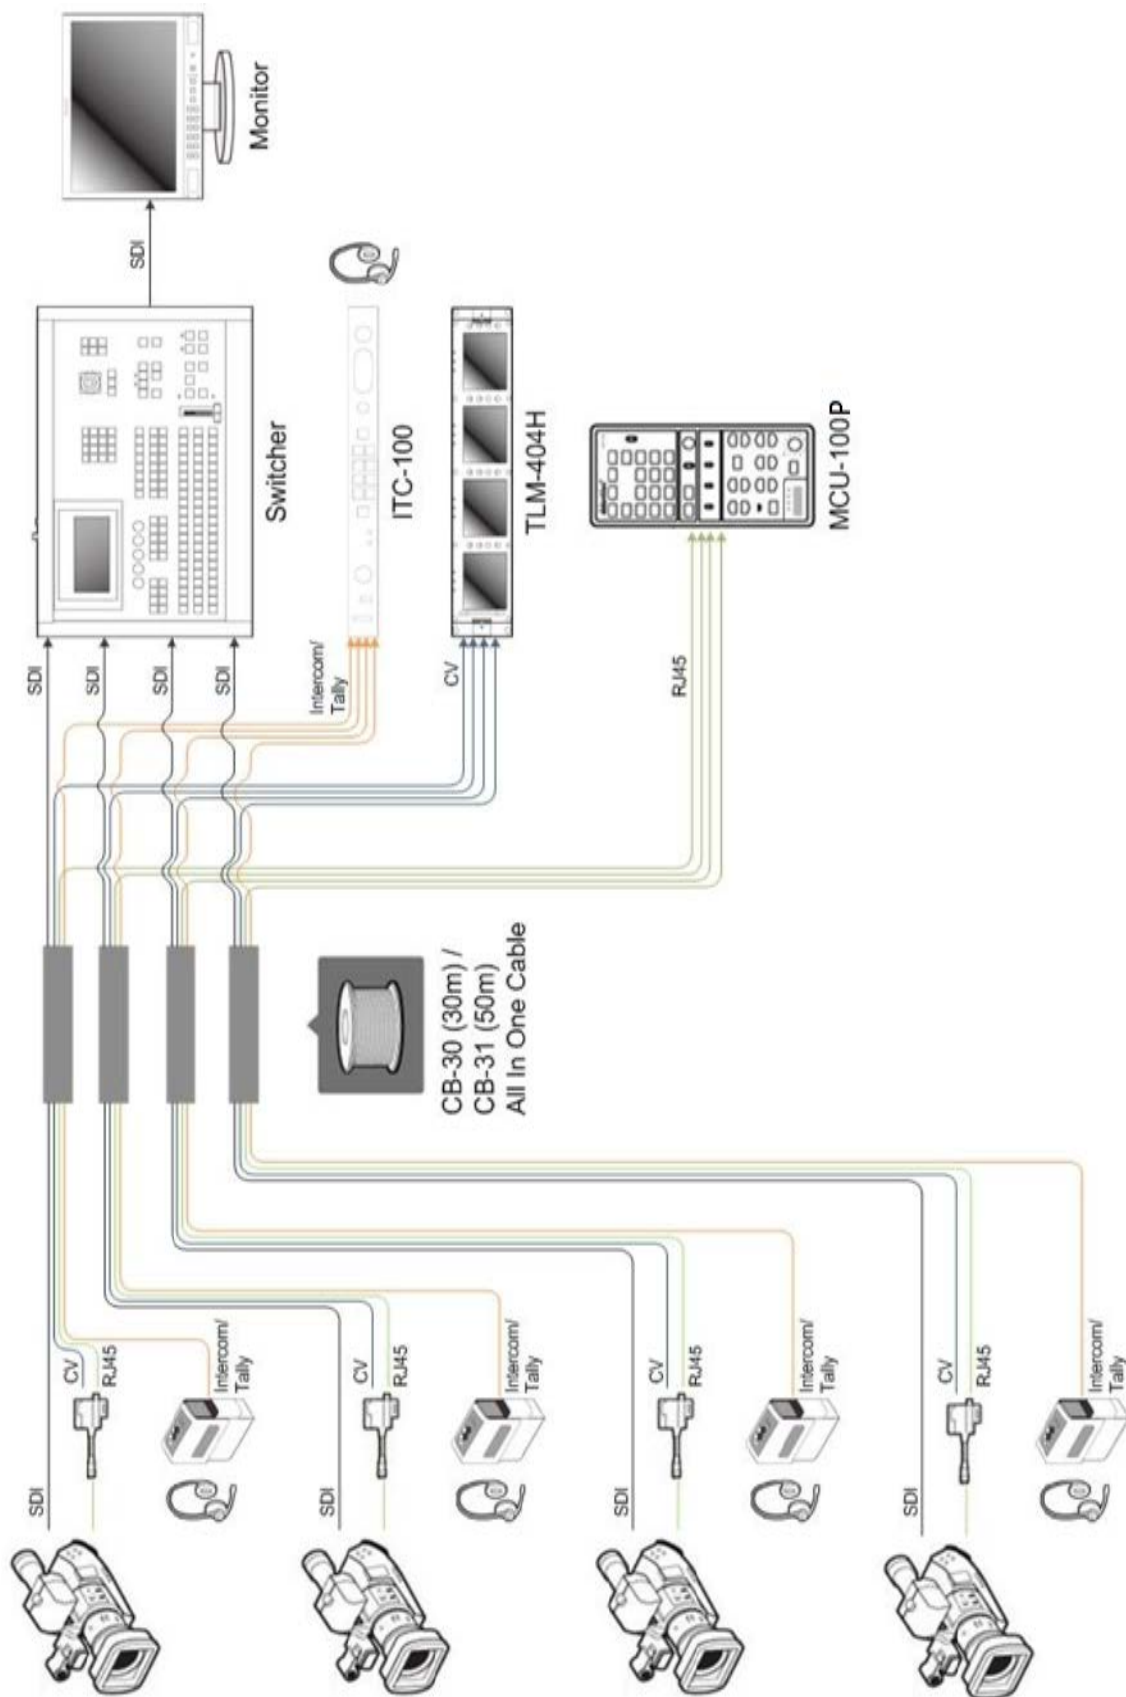 Monitor
SDI
Switcher
ITC-100
TLM-404H
MCU-100P
SDI
SDI
SDI
SDI
Intercom/
Tally
CV
RJ45
CB-30 (30m) /
CB-31 (50m)
All In One Cable
SDI
CV
RJ45
Intercom/
Tally
SDI
CV
RJ45
Intercom/
Tally
SDI
CV
RJ45
Intercom/
Tally
SDI
CV
RJ45
Intercom/
Tally